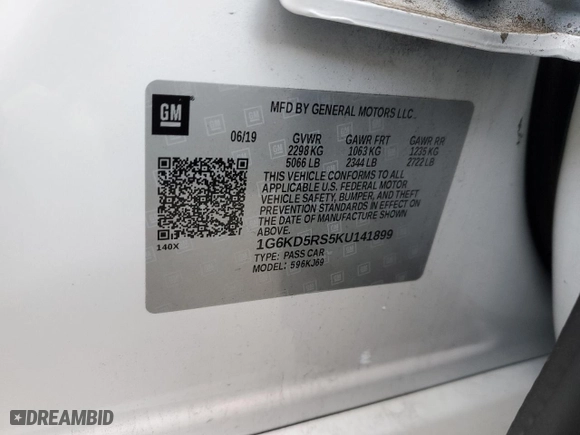 GM
MFD BY GENERAL MOTORS LLC.
06/19 GVWR GAWR FRT GAWR RR
2298 KG 1063 KG 1235 KG
5066 LB 2344 LB 2722 LB
THIS VEHICLE CONFORMS TO ALL
APPLICABLE U.S. FEDERAL MOTOR
VEHICLE SAFETY, BUMPER, AND THEFT
PREVENTION STANDARDS IN EFFECT
ON THE DATE OF MANUFACTURE SHOWN
ABOVE.
140X
1G6KD5RS5KU141899
TYPE: PASS CAR
MODEL: 596KJ69
DREAMBID